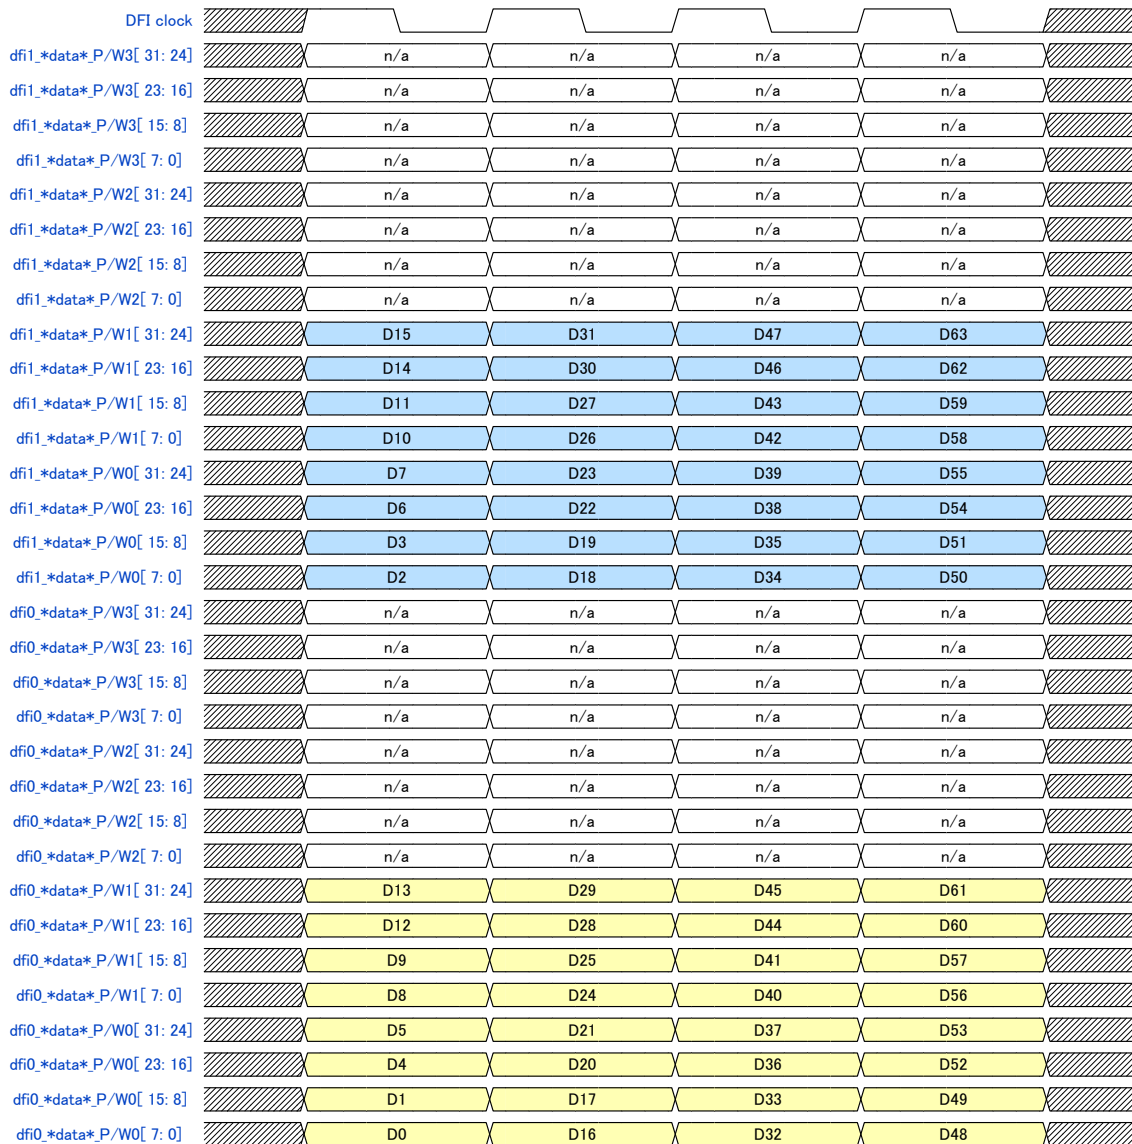 DFI clock
dfi1_*data*_P/W3[ 31: 24] n/a n/a n/a n/a
dfi1_*data*_P/W3[ 23: 16] n/a n/a n/a n/a
dfi1_*data*_P/W3[ 15: 8] n/a n/a n/a n/a
dfi1_*data*_P/W3[ 7: 0] n/a n/a n/a n/a
dfi1_*data*_P/W2[ 31: 24] n/a n/a n/a n/a
dfi1_*data*_P/W2[ 23: 16] n/a n/a n/a n/a
dfi1_*data*_P/W2[ 15: 8] n/a n/a n/a n/a
dfi1_*data*_P/W2[ 7: 0] n/a n/a n/a n/a
dfi1_*data*_P/W1[ 31: 24] D15 D31 D47 D63
dfi1_*data*_P/W1[ 23: 16] D14 D30 D46 D62
dfi1_*data*_P/W1[ 15: 8] D11 D27 D43 D59
dfi1_*data*_P/W1[ 7: 0] D10 D26 D42 D58
dfi1_*data*_P/W0[ 31: 24] D7 D23 D39 D55
dfi1_*data*_P/W0[ 23: 16] D6 D22 D38 D54
dfi1_*data*_P/W0[ 15: 8] D3 D19 D35 D51
dfi1_*data*_P/W0[ 7: 0] D2 D18 D34 D50
dfi0_*data*_P/W3[ 31: 24] n/a n/a n/a n/a
dfi0_*data*_P/W3[ 23: 16] n/a n/a n/a n/a
dfi0_*data*_P/W3[ 15: 8] n/a n/a n/a n/a
dfi0_*data*_P/W3[ 7: 0] n/a n/a n/a n/a
dfi0_*data*_P/W2[ 31: 24] n/a n/a n/a n/a
dfi0_*data*_P/W2[ 23: 16] n/a n/a n/a n/a
dfi0_*data*_P/W2[ 15: 8] n/a n/a n/a n/a
dfi0_*data*_P/W2[ 7: 0] n/a n/a n/a n/a
dfi0_*data*_P/W1[ 31: 24] D13 D29 D45 D61
dfi0_*data*_P/W1[ 23: 16] D12 D28 D44 D60
dfi0_*data*_P/W1[ 15: 8] D9 D25 D41 D57
dfi0_*data*_P/W1[ 7: 0] D8 D24 D40 D56
dfi0_*data*_P/W0[ 31: 24] D5 D21 D37 D53
dfi0_*data*_P/W0[ 23: 16] D4 D20 D36 D52
dfi0_*data*_P/W0[ 15: 8] D1 D17 D33 D49
dfi0_*data*_P/W0[ 7: 0] D0 D16 D32 D48